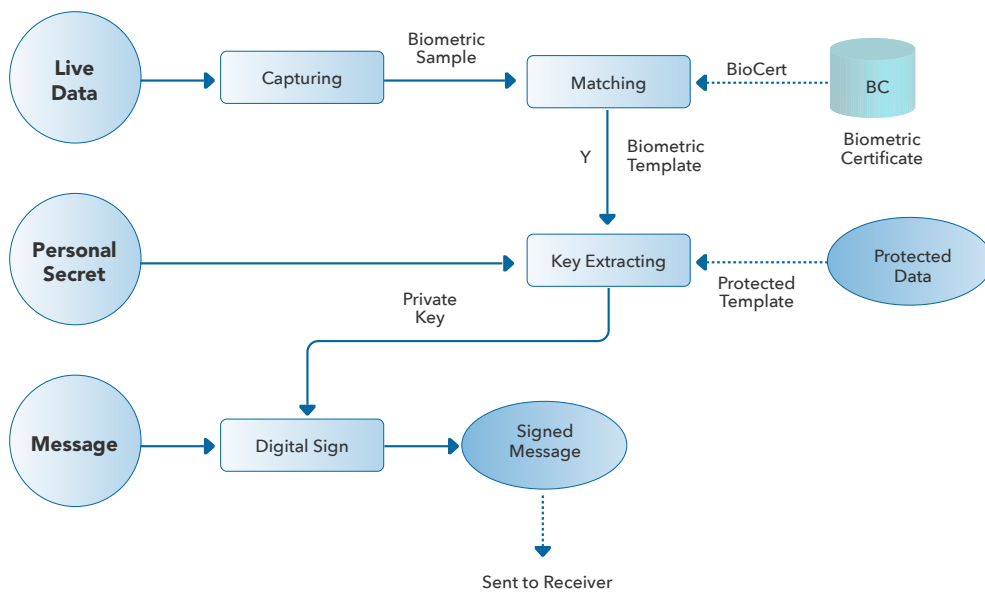 Live
Data
Capturing
Biometric
Sample
Matching
BioCert
BC
Biometric
Certificate
Y
Biometric
Template
Personal
Secret
Key Extracting
Protected
Template
Protected
Data
Private
Key
Message
Digital Sign
Signed
Message
Sent to Receiver